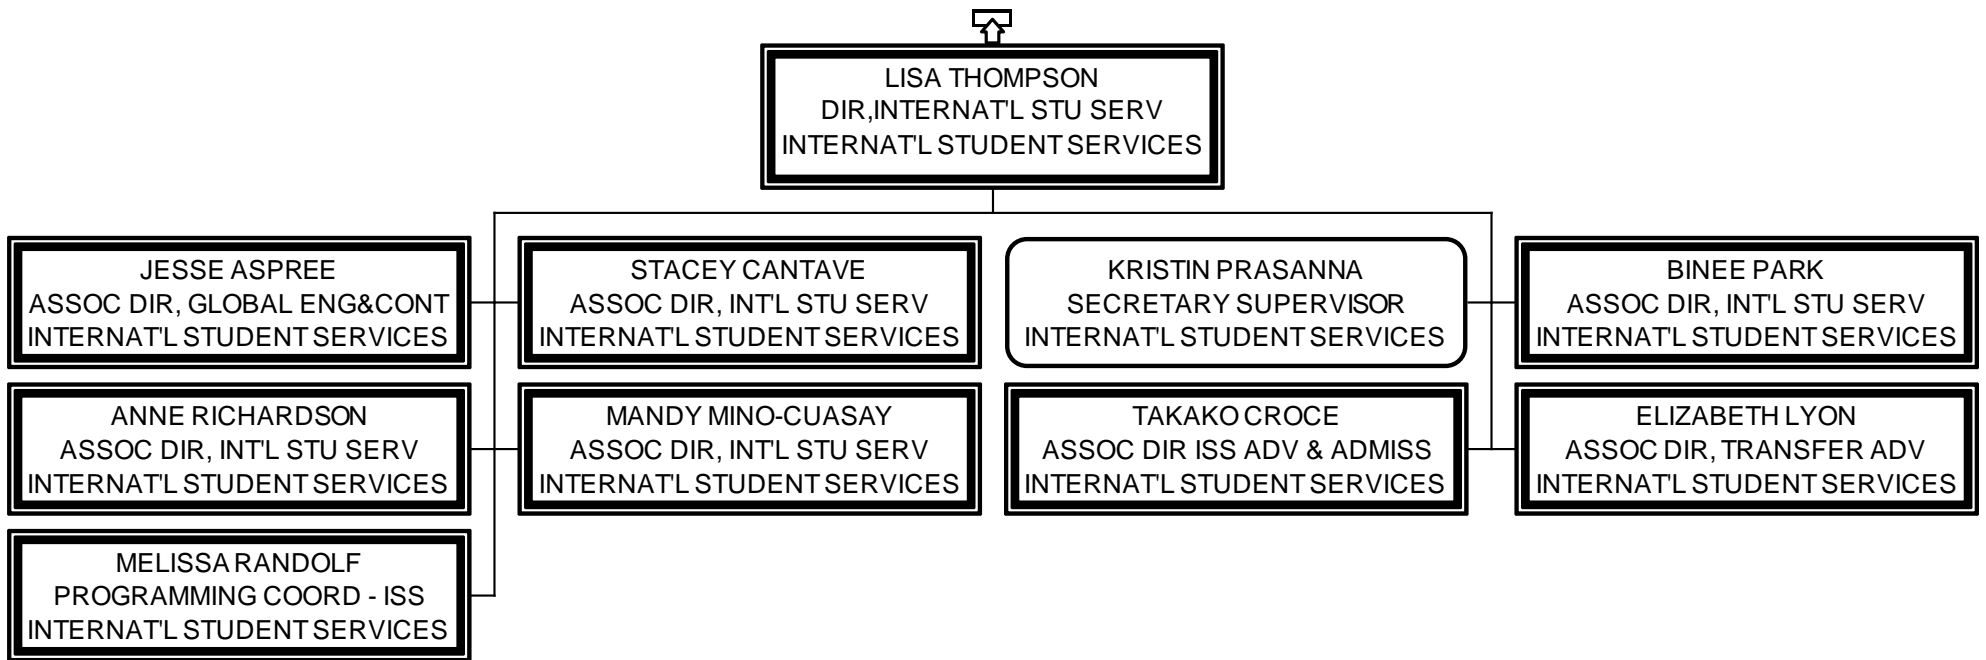 LISA THOMPSON
DIR,INTERNAT'L STU SERV
INTERNAT'L STUDENT SERVICES
JESSE ASPREE
ASSOC DIR, GLOBAL ENG&CONT
INTERNAT'L STUDENT SERVICES
STACEY CANTAVE
ASSOC DIR, INT'L STU SERV
INTERNAT'L STUDENT SERVICES
KRISTIN PRASANNA
SECRETARY SUPERVISOR
INTERNAT'L STUDENT SERVICES
BINEE PARK
ASSOC DIR, INT'L STU SERV
INTERNAT'L STUDENT SERVICES
ANNE RICHARDSON
ASSOC DIR, INT'L STU SERV
INTERNAT'L STUDENT SERVICES
MANDY MINO-CUASAY
ASSOC DIR, INT'L STU SERV
INTERNAT'L STUDENT SERVICES
TAKAKO CROCE
ASSOC DIR ISS ADV & ADMISS
INTERNAT'L STUDENT SERVICES
ELIZABETH LYON
ASSOC DIR, TRANSFER ADV
INTERNAT'L STUDENT SERVICES
MELISSA RANDOLF
PROGRAMMING COORD - ISS
INTERNAT'L STUDENT SERVICES